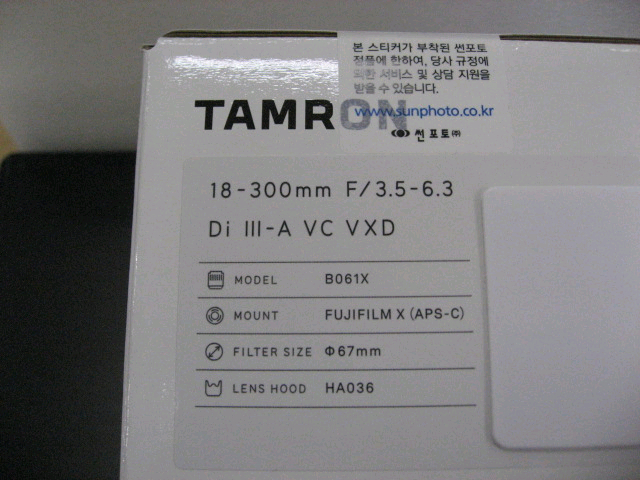 본 스티커가 부착된 썬포토
정품에 한하여, 당사 규정에
의한 서비스 및 상담 지원을
받을 수 있습니다.
www.sunphoto.co.kr
썬포토㈜
TAMRON
18-300mm F/3.5-6.3
Di III-A VC VXD
MODEL B061X
MOUNT FUJIFILM X (APS-C)
FILTER SIZE Φ67mm
LENS HOOD HA036